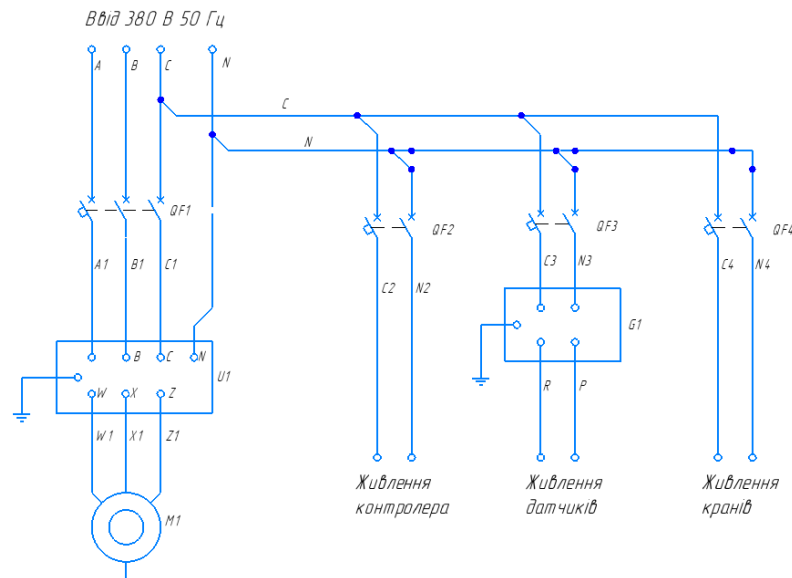 Ввід 380 В 50 Гц
A B C N
C
N
QF1
QF2
QF3
QF4
A1 B1 C1
C2 N2
C3 N3
C4 N4
G1
B C N
U1
W X Z
R P
W1 X1 Z1
M1
Живлення
контролера
Живлення
датчиків
Живлення
кранів